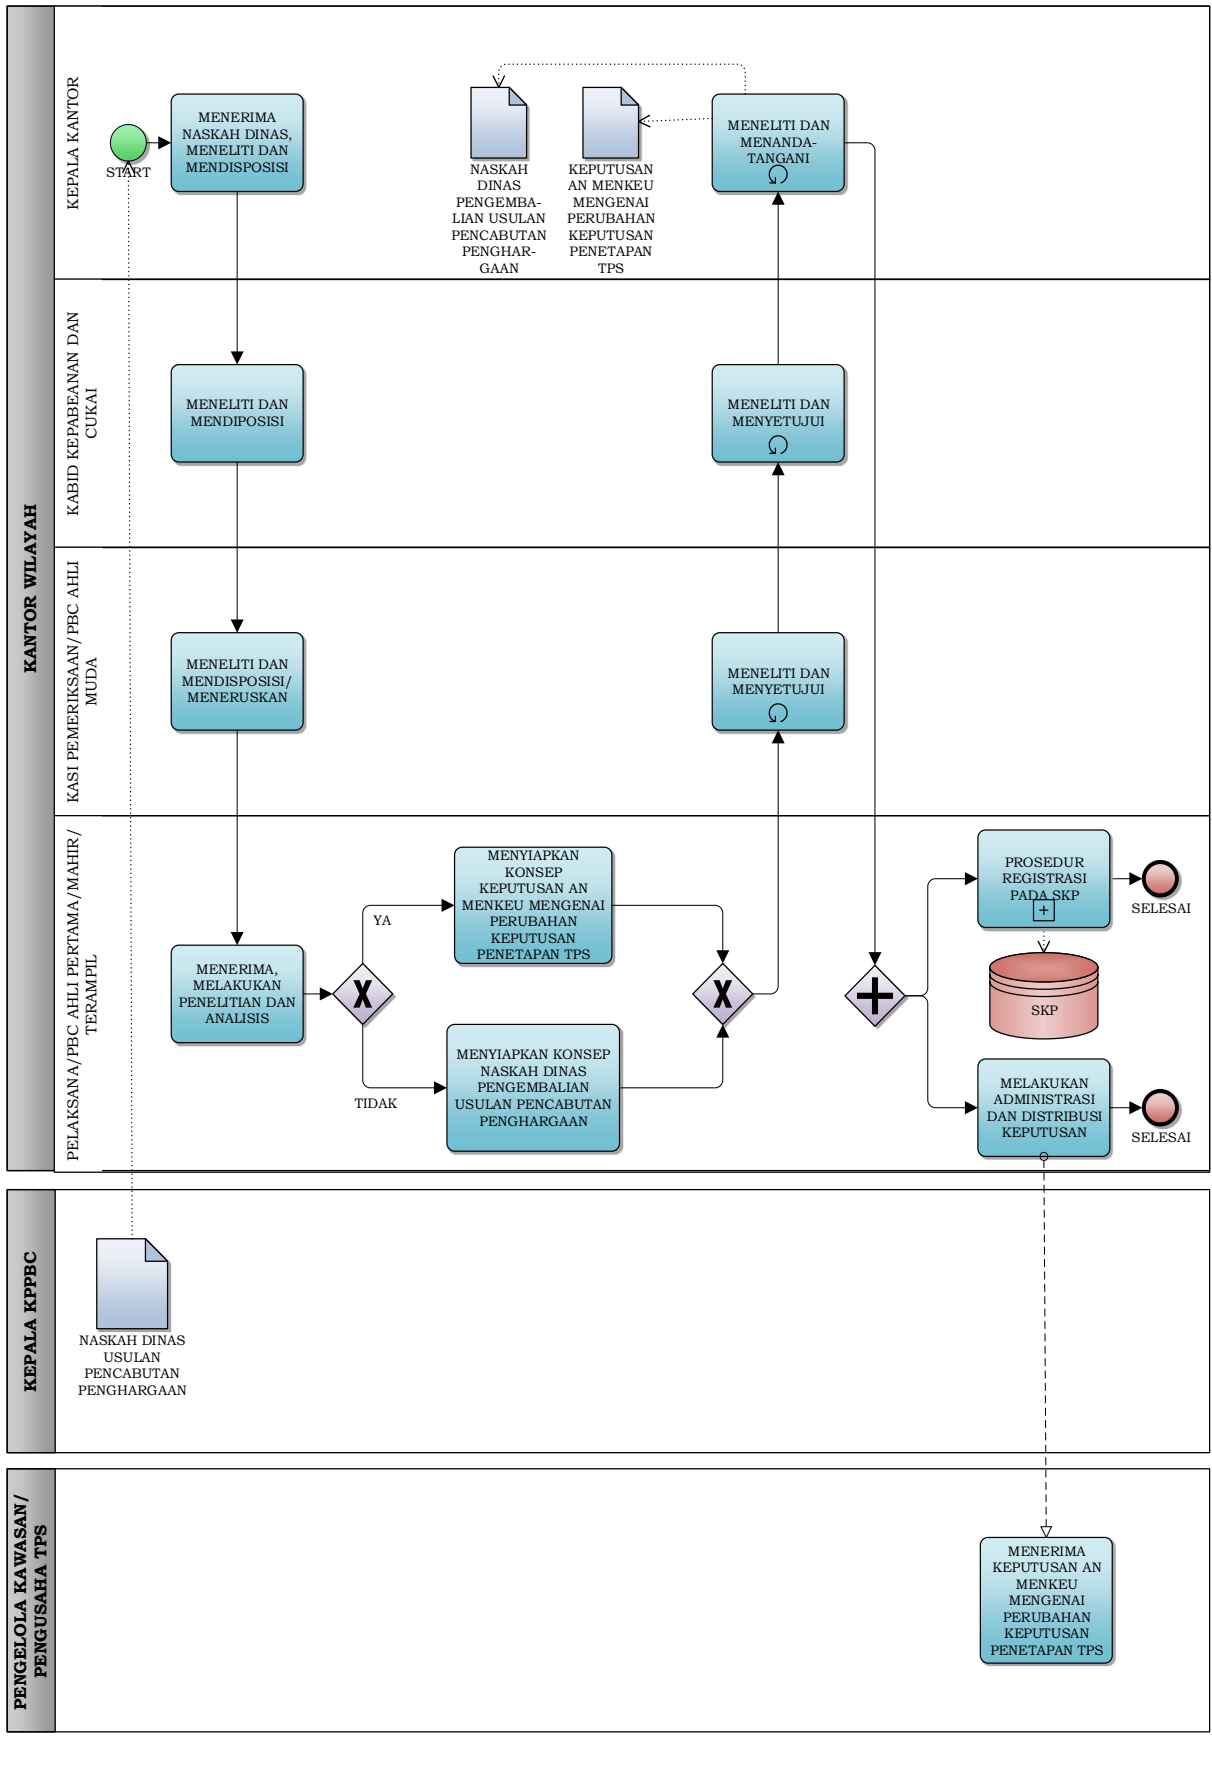 KANTOR WILAYAH
KEPALA KANTOR
START
MENERIMA
NASKAH DINAS,
MENELITI DAN
MENDISPOSISI
NASKAH
DINAS
PENGEMBA-
LIAN USULAN
PENCABUTAN
PENGHAR-
GAAN
KEPUTUSAN
AN MENKEU
MENGENAI
PERUBAHAN
KEPUTUSAN
PENETAPAN
TPS
MENELITI DAN
MENANDA-
TANGANI
KABID KEPABEANAN DAN
CUKAI
MENELITI DAN
MENDIPOSISI
MENELITI DAN
MENYETUJUI
KASI PEMERIKSAAN/PBC AHLI
MUDA
MENELITI DAN
MENDISPOSISI/
MENERUSKAN
MENELITI DAN
MENYETUJUI
PELAKSANA/PBC AHLI PERTAMA/MAHIR/
TERAMPIL
MENERIMA,
MELAKUKAN
PENELITIAN DAN
ANALISIS
YA
TIDAK
MENYIAPKAN
KONSEP
KEPUTUSAN AN
MENKEU MENGENAI
PERUBAHAN
KEPUTUSAN
PENETAPAN TPS
MENYIAPKAN KONSEP
NASKAH DINAS
PENGEMBALIAN
USULAN PENCABUTAN
PENGHARGAAN
PROSEDUR
REGISTRASI
PADA SKP
SELESAI
SKP
MELAKUKAN
ADMINISTRASI
DAN DISTRIBUSI
KEPUTUSAN
SELESAI
KEPALA KPPBC
NASKAH DINAS
USULAN
PENCABUTAN
PENGHARGAAN
PENGELOLA KAWASAN/
PENGUSAHA TPS
MENERIMA
KEPUTUSAN AN
MENKEU
MENGENAI
PERUBAHAN
KEPUTUSAN
PENETAPAN TPS